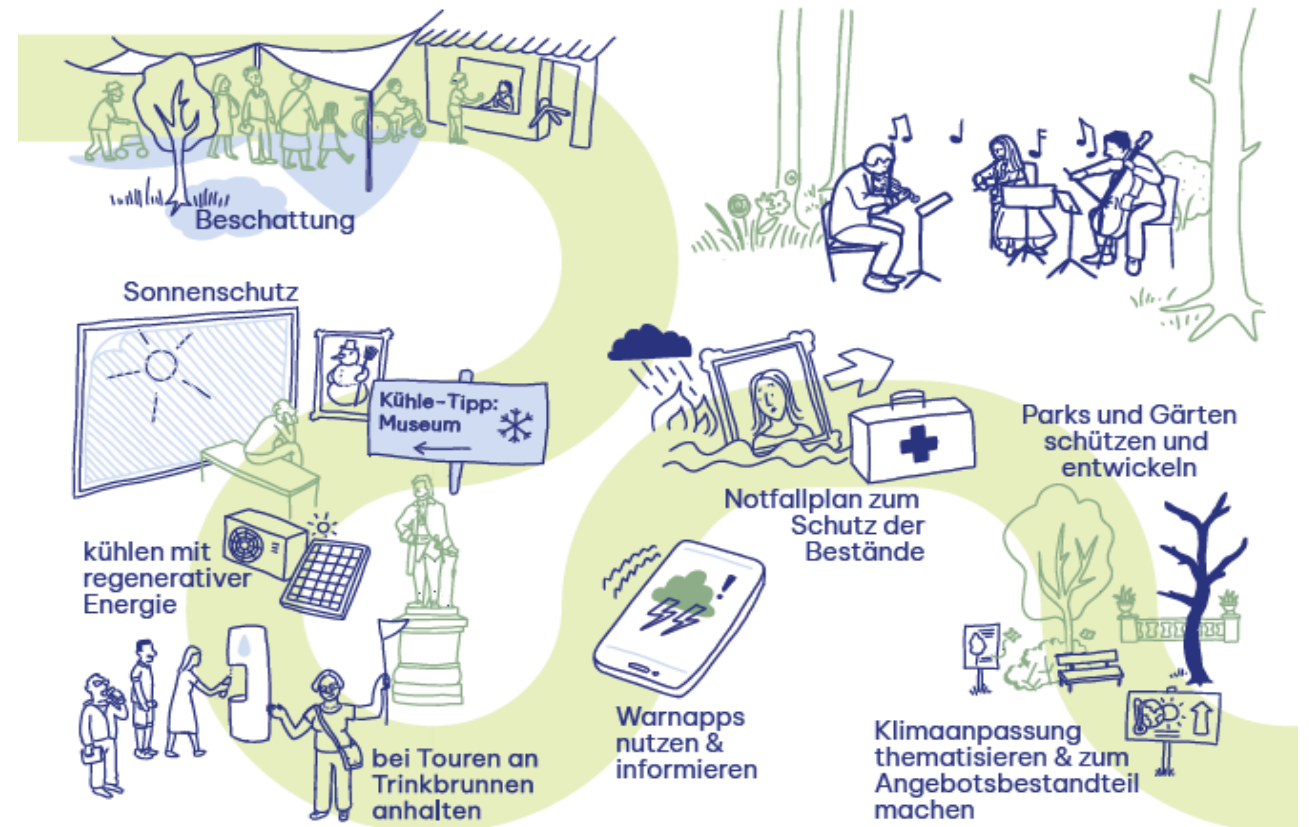 Beschattung
Sonnenschutz
Kühle-Tipp:
Museum
kühlen mit
regenerativer
Energie
bei Touren an
Trinkbrunnen
anhalten
Notfallplan zum
Schutz der
Bestände
Warnapps
nutzen &
informieren
Parks und Gärten
schützen und
entwickeln
Klimaanpassung
thematisieren & zum
Angebotsbestandteil
machen